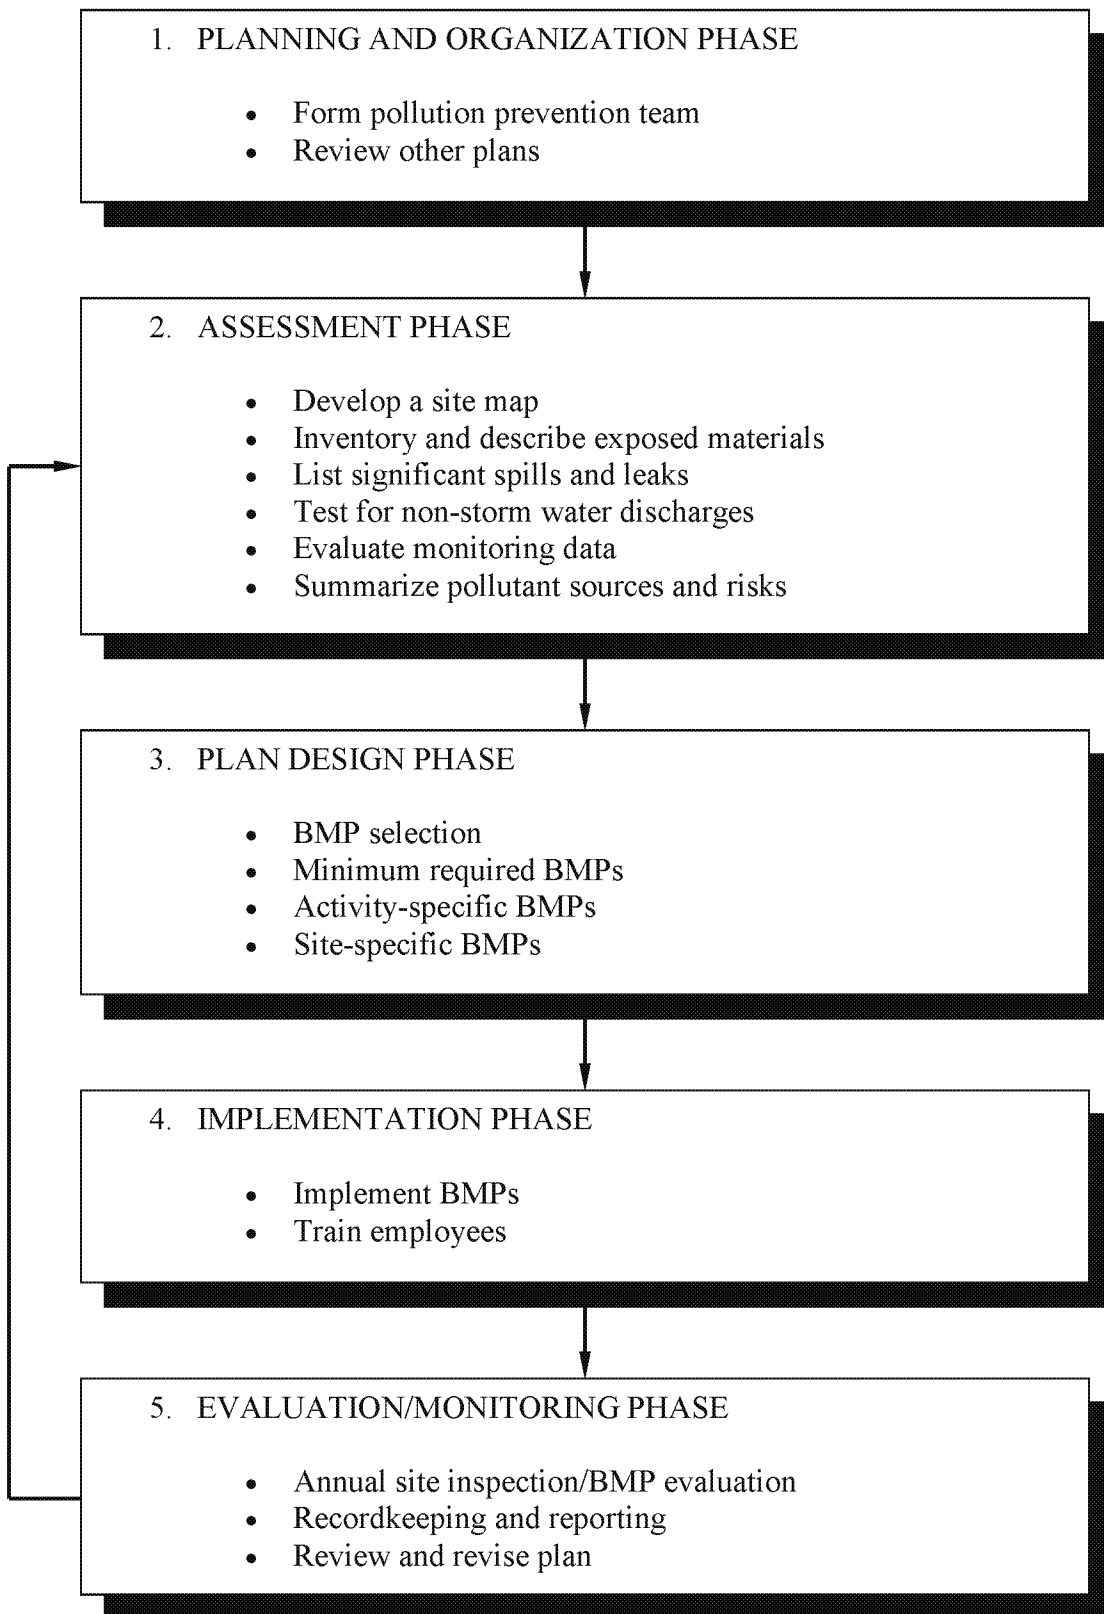 1. PLANNING AND ORGANIZATION PHASE
• Form pollution prevention team
• Review other plans
2. ASSESSMENT PHASE
• Develop a site map
• Inventory and describe exposed materials
• List significant spills and leaks
• Test for non-storm water discharges
• Evaluate monitoring data
• Summarize pollutant sources and risks
3. PLAN DESIGN PHASE
• BMP selection
• Minimum required BMPs
• Activity-specific BMPs
• Site-specific BMPs
4. IMPLEMENTATION PHASE
• Implement BMPs
• Train employees
5. EVALUATION/MONITORING PHASE
• Annual site inspection/BMP evaluation
• Recordkeeping and reporting
• Review and revise plan